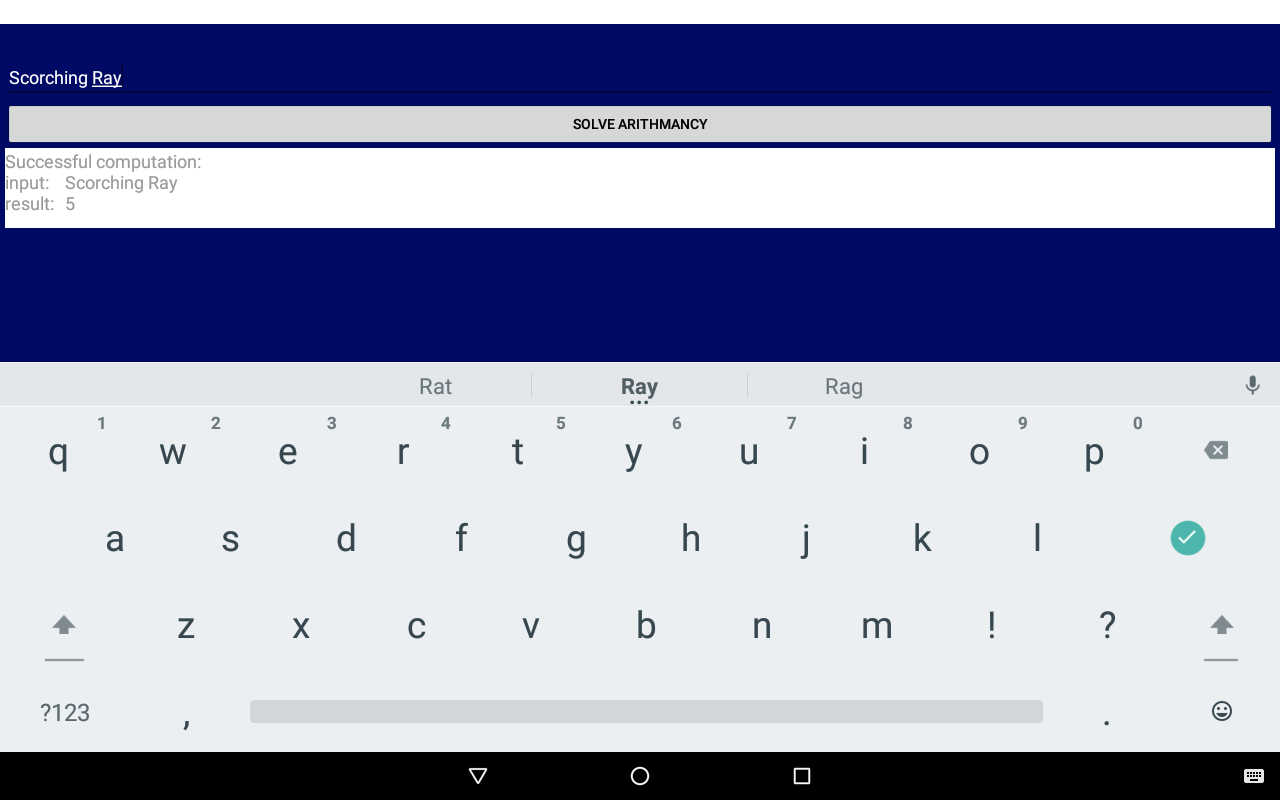 Scorching Ray
SOLVE ARITHMANCY
Successful computation:
input: Scorching Ray
result: 5
Rat Ray Rag
1 2 3 4 5 6 7 8 9 0
q w e r t y u i o p
a s d f g h j k l
z x c v b n m ! ?
?123 , .